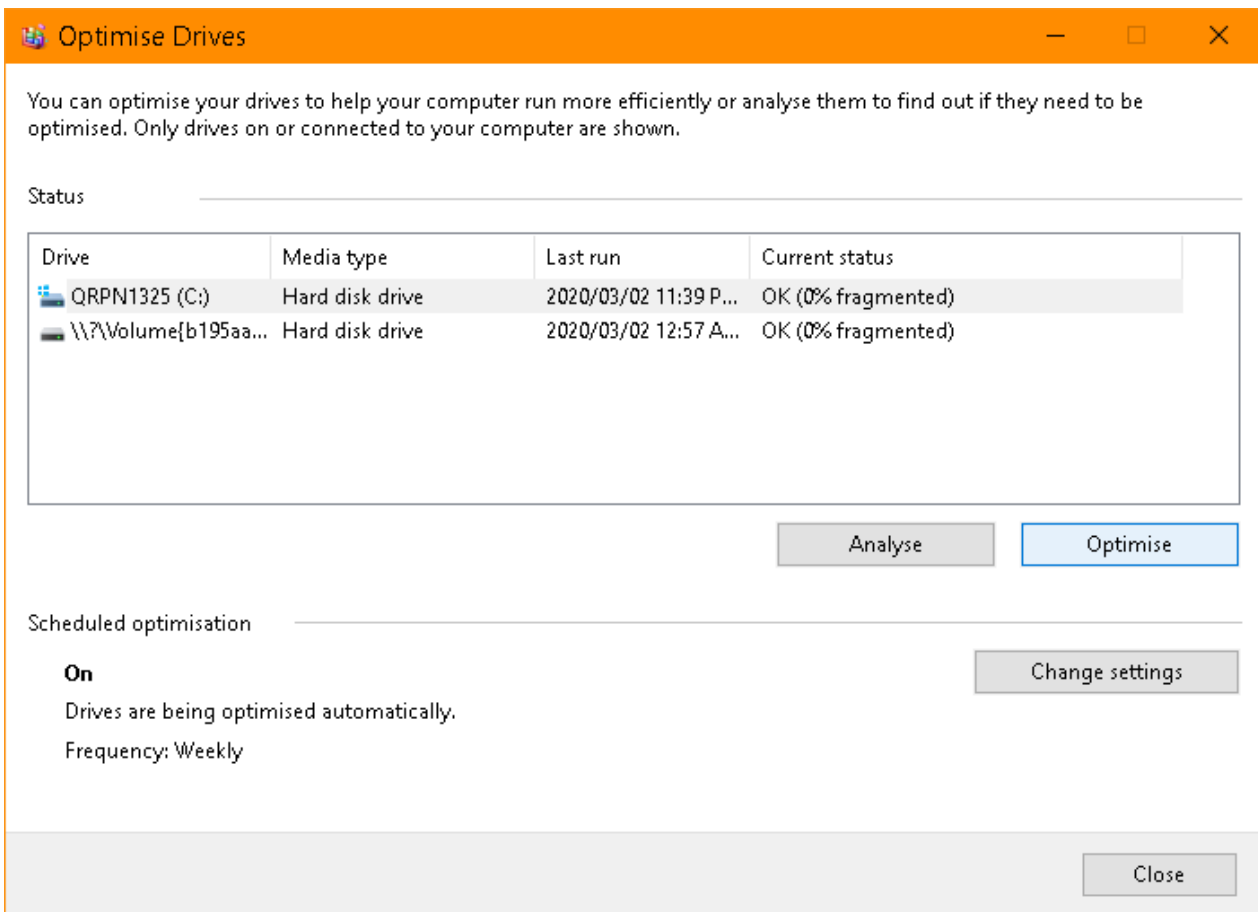 Optimise Drives
You can optimise your drives to help your computer run more efficiently or analyse them to find out if they need to be
optimised. Only drives on or connected to your computer are shown.
Status
Drive Media type Last run Current status
QRPN1325 (C:) Hard disk drive 2020/03/02 11:39 P... OK (0% fragmented)
\\?\Volume{b195aa... Hard disk drive 2020/03/02 12:57 A... OK (0% fragmented)
Analyse Optimise
Scheduled optimisation
On Change settings
Drives are being optimised automatically.
Frequency: Weekly
Close